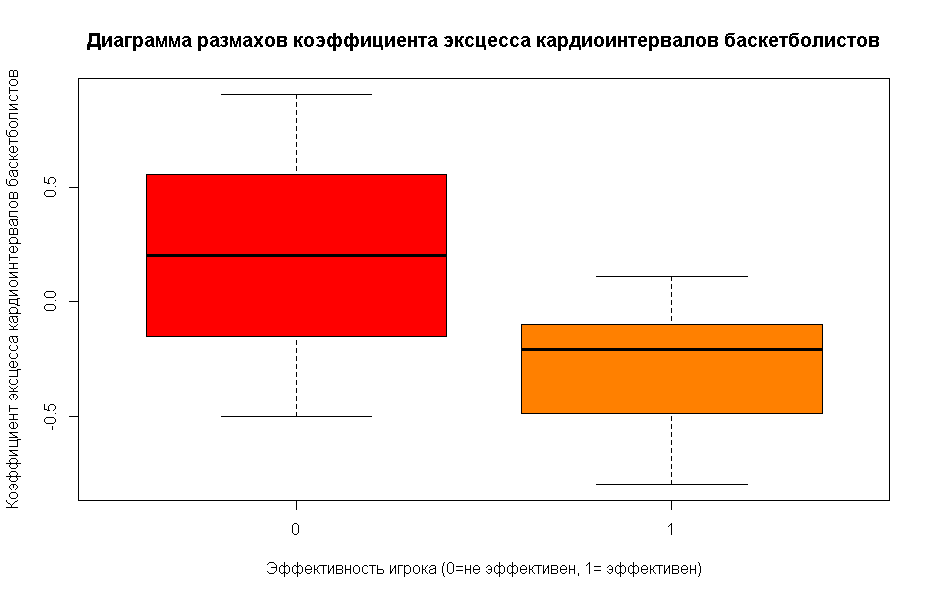 Диаграмма размахов коэффициента эксцесса кардиоинтервалов баскетболистов
Коэффициент эксцесса кардиоинтервалов баскетболистов
0.5
0.0
-0.5
0
1
Эффективность игрока (0=не эффективен, 1= эффективен)